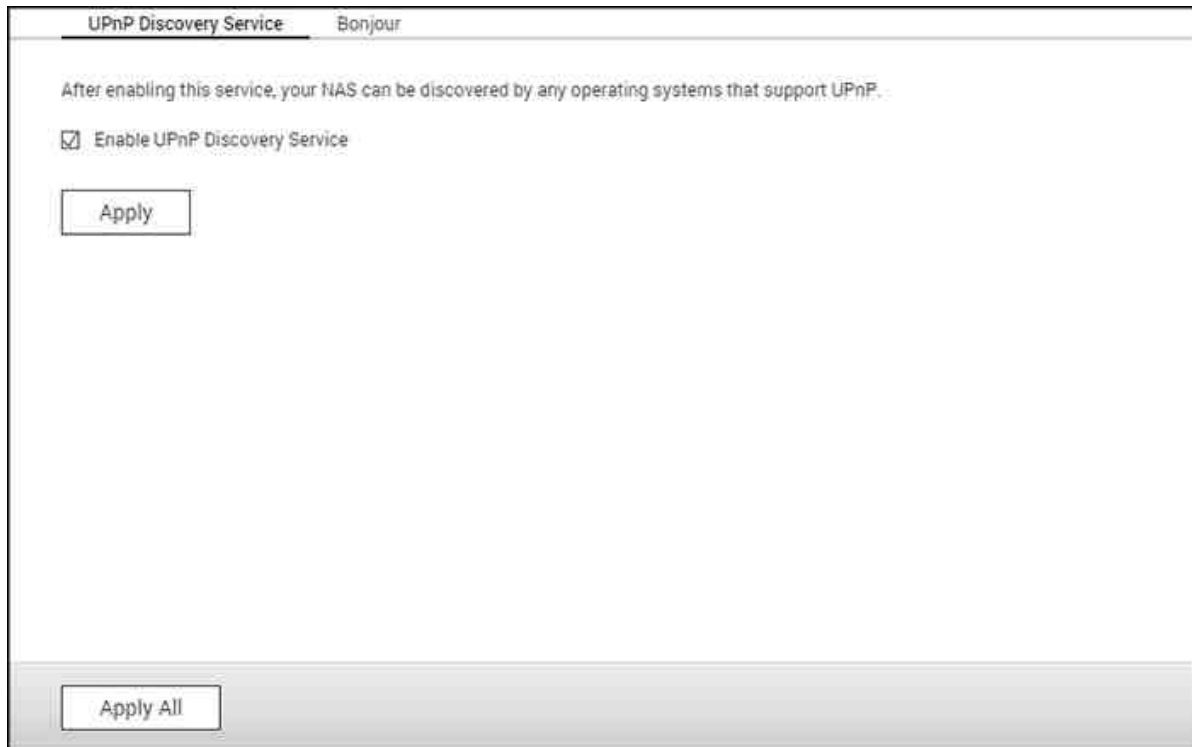 UPnP Discovery Service Bonjour
After enabling this service, your NAS can be discovered by any operating systems that support UPnP.
Enable UPnP Discovery Service
Apply
Apply All